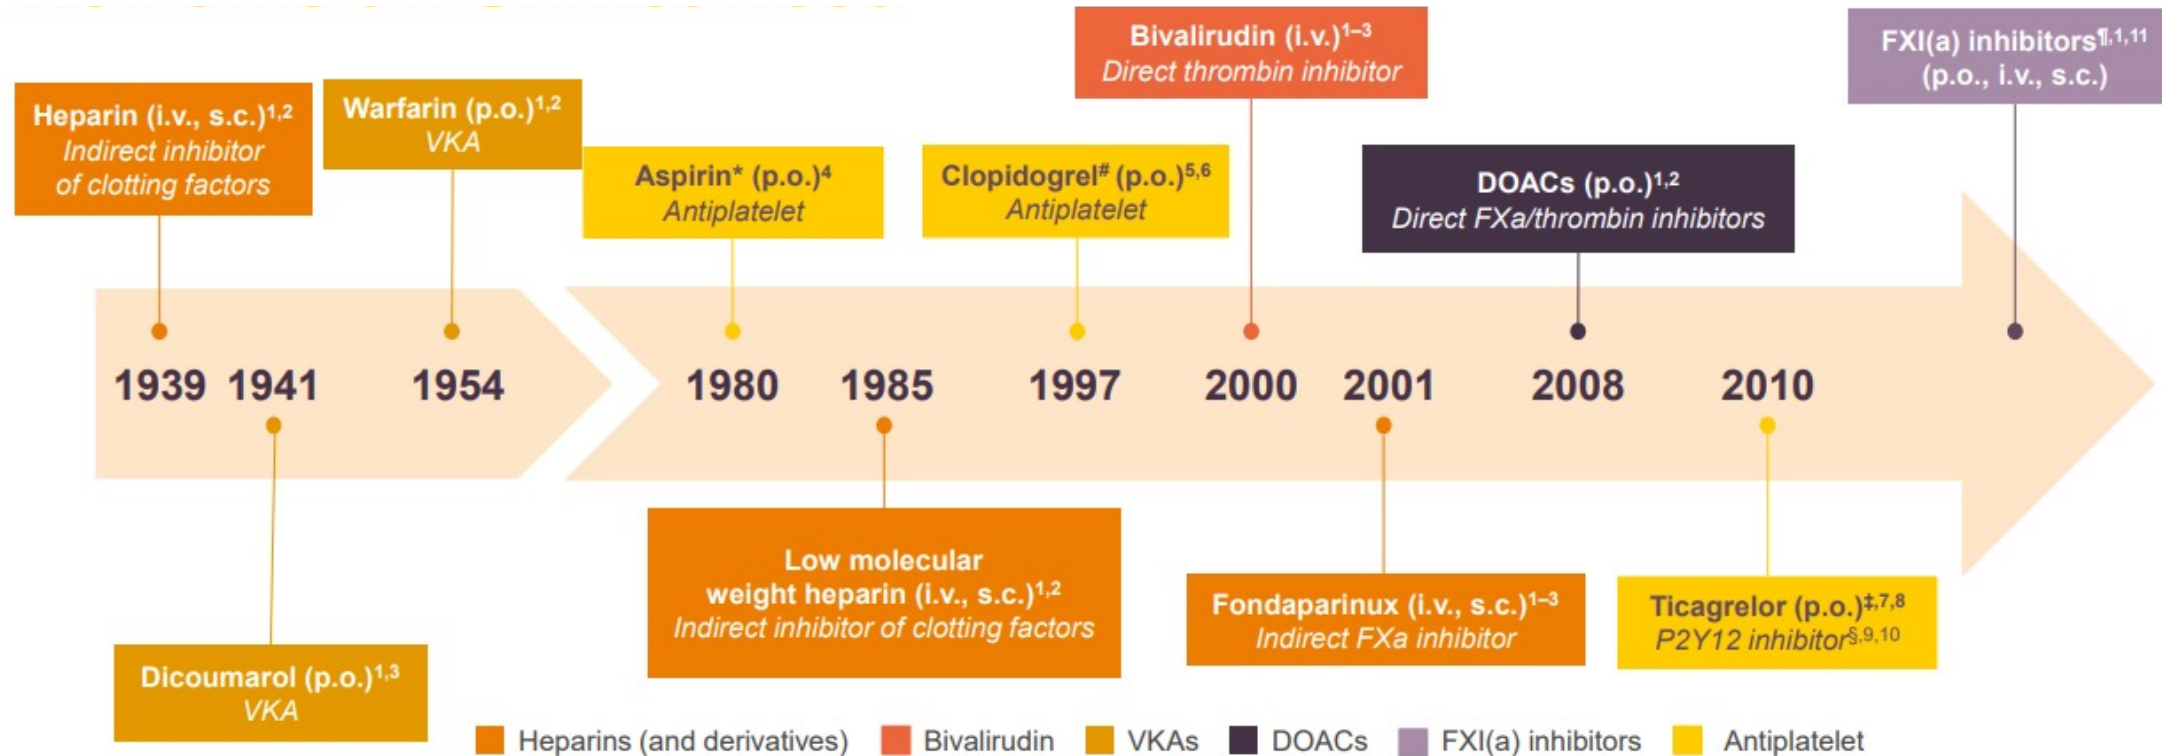 Bivalirudin (i.v.)1–3
Direct thrombin inhibitor
FXI(a) inhibitors¶,1,11
(p.o., i.v., s.c.)
Heparin (i.v., s.c.)1,2
Indirect inhibitor
of clotting factors
Warfarin (p.o.)1,2
VKA
Aspirin* (p.o.)4
Antiplatelet
Clopidogrel# (p.o.)5,6
Antiplatelet
DOACs (p.o.)1,2
Direct FXa/thrombin inhibitors
1939 1941 1954 1980 1985 1997 2000 2001 2008 2010
Low molecular
weight heparin (i.v., s.c.)1,2
Indirect inhibitor of clotting factors
Fondaparinux (i.v., s.c.)1–3
Indirect FXa inhibitor
Ticagrelor (p.o.)‡,7,8
P2Y12 inhibitor§,9,10
Dicoumarol (p.o.)1,3
VKA
Heparins (and derivatives) Bivalirudin VKAs DOACs FXI(a) inhibitors Antiplatelet